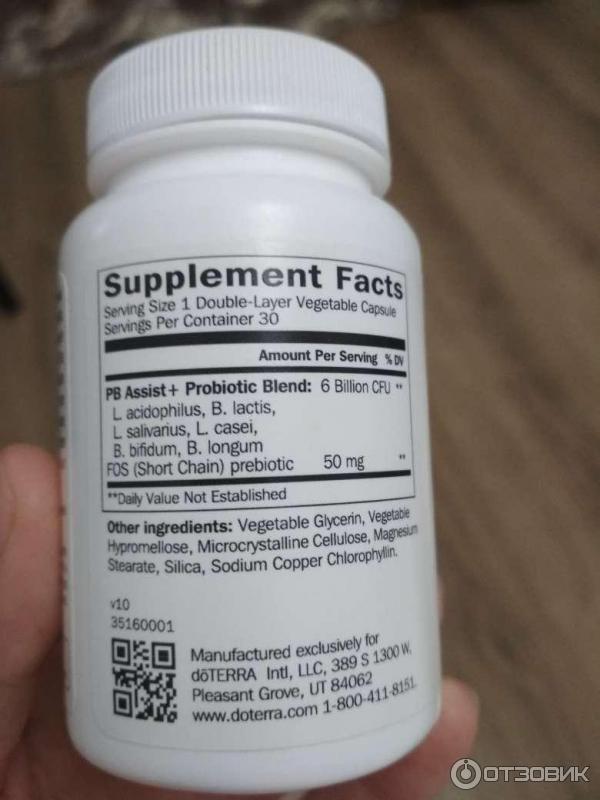 Supplement Facts
Serving Size 1 Double-Layer Vegetable Capsule
Servings Per Container 30
Amount Per Serving % DV
PB Assist+ Probiotic Blend: 6 Billion CFU **
L. acidophilus, B. lactis,
L. salivarius, L. casei,
B. bifidum, B. longum
FOS (Short Chain) prebiotic 50 mg **
**Daily Value Not Established
Other ingredients: Vegetable Glycerin, Vegetable
Hypromellose, Microcrystalline Cellulose, Magnesium
Stearate, Silica, Sodium Copper Chlorophyllin.
v10
35160001
Manufactured exclusively for
dōTERRA Intl, LLC, 389 S 1300 W,
Pleasant Grove, UT 84062
www.doterra.com 1-800-411-8151
ОТЗОВИК